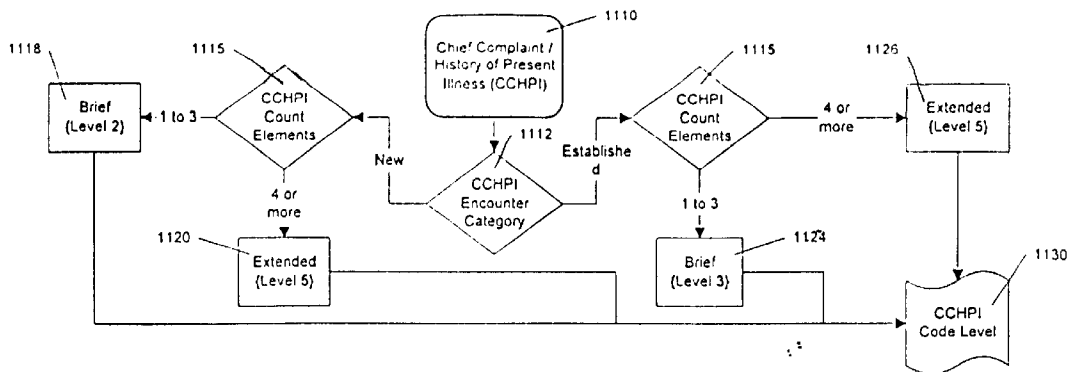 1110
1118
1115
Chief Complaint /
History of Present
Illness (CCHPI)
1115
1126
Brief
{Level 2}
1 to 3
CCHPI
Count
Elements
CCHPI
Count
Elements
4 or
more
Extended
{Level 5}
New
1112
Establishe
d
CCHPI
Encounter
Category
4 or
more
1 to 3
1120
Extended
{Level 5}
Brief
{Level 3}
1124
1130
CCHPI
Code Level